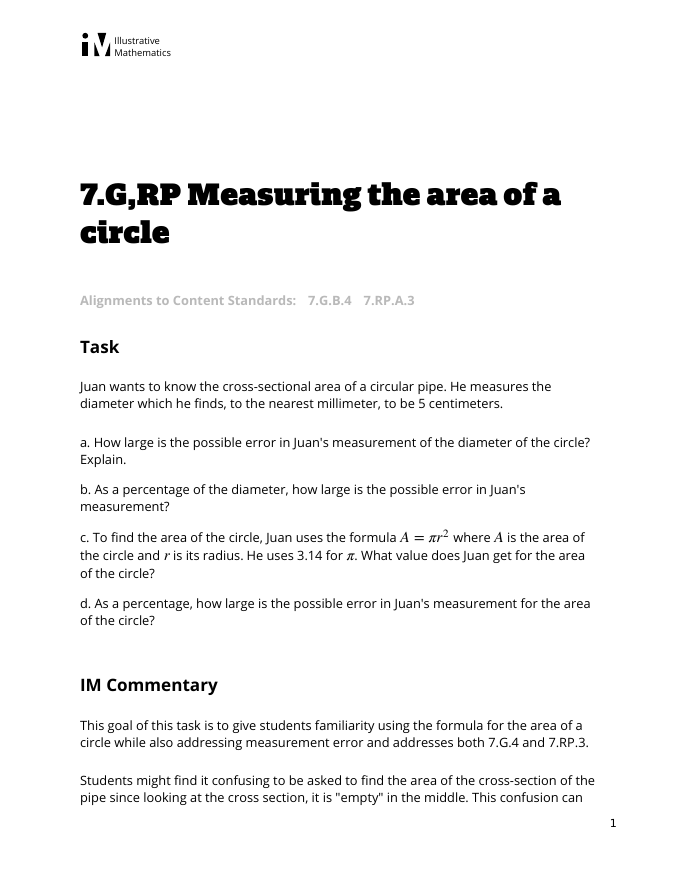 Illustrative
Mathematics
7.G,RP Measuring the area of a
circle
Alignments to Content Standards: 7.G.B.4 7.RP.A.3
Task
Juan wants to know the cross-sectional area of a circular pipe. He measures the
diameter which he finds, to the nearest millimeter, to be 5 centimeters.
a. How large is the possible error in Juan's measurement of the diameter of the circle?
Explain.
b. As a percentage of the diameter, how large is the possible error in Juan's
measurement?
c. To find the area of the circle, Juan uses the formula A = πr² where A is the area of
the circle and r is its radius. He uses 3.14 for π. What value does Juan get for the area
of the circle?
d. As a percentage, how large is the possible error in Juan's measurement for the area
of the circle?
IM Commentary
This goal of this task is to give students familiarity using the formula for the area of a
circle while also addressing measurement error and addresses both 7.G.4 and 7.RP.3.
Students might find it confusing to be asked to find the area of the cross-section of the
pipe since looking at the cross section, it is "empty" in the middle. This confusion can
1